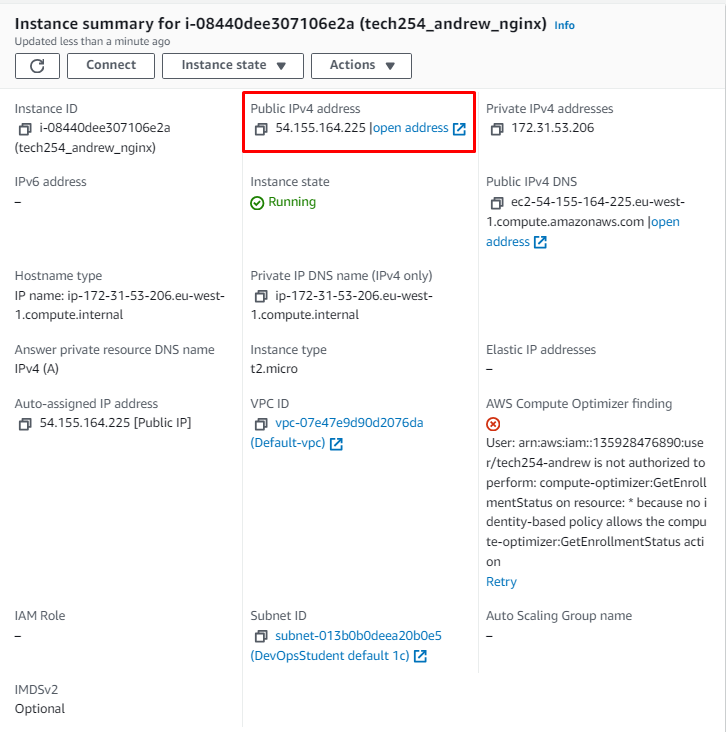 Instance summary for i-08440dee307106e2a (tech254_andrew_nginx) Info
Updated less than a minute ago
Connect Instance state Actions
Instance ID
i-08440dee307106e2a
(tech254_andrew_nginx)
Public IPv4 address
54.155.164.225 |open address
Private IPv4 addresses
172.31.53.206
IPv6 address
–
Instance state
Running
Public IPv4 DNS
ec2-54-155-164-225.eu-west-
1.compute.amazonaws.com |open
address
Hostname type
IP name: ip-172-31-53-206.eu-west-
1.compute.internal
Private IP DNS name (IPv4 only)
ip-172-31-53-206.eu-west-
1.compute.internal
Answer private resource DNS name
IPv4 (A)
Instance type
t2.micro
Elastic IP addresses
–
Auto-assigned IP address
54.155.164.225 [Public IP]
VPC ID
vpc-07e47e9d90d2076da
(Default-vpc)
AWS Compute Optimizer finding
User: arn:aws:iam::135928476890:use
r/tech254-andrew is not authorized to
perform: compute-optimizer:GetEnroll
mentStatus on resource: * because no i
dentity-based policy allows the compu
te-optimizer:GetEnrollmentStatus acti
on
Retry
IAM Role
–
Subnet ID
subnet-013b0b0deea20b0e5
(DevOpsStudent default 1c)
Auto Scaling Group name
–
IMDSv2
Optional